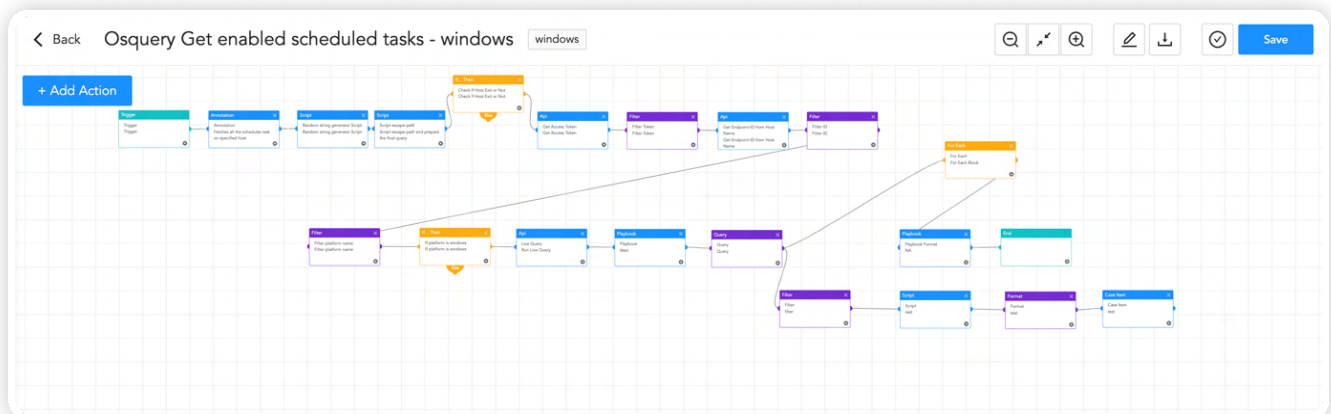 Back
Osquery Get enabled scheduled tasks - windows
windows
Save
+ Add Action
If... Then
Check if Host Exit or Not
Check if Host Exit or Not
Else
Trigger
Trigger
Trigger
Annotation
Annotation
Fetches all the scheduled task
on specified host
Script
Random string generator Script
Random string generator Script
Script
Script escape path
Script escape path and prepare
the final query
Api
Get Access Token
Get Access Token
Filter
Filter Token
Filter Token
Api
Get Endpoint-ID from Host
Name
Get Endpoint-ID from Host
Name
Filter
Filter ID
Filter ID
For Each
For Each
For Each Block
Filter
Filter platform name
Filter platform name
If... Then
If platform is windows
If platform is windows
Else
Api
Live Query
Run Live Query
Playbook
Playbook
Wait
Query
Query
Query
Playbook
Playbook Format
End
Filter
Filter
filter
Script
Script
test
Format
Format
test
Case Item
Case Item
test